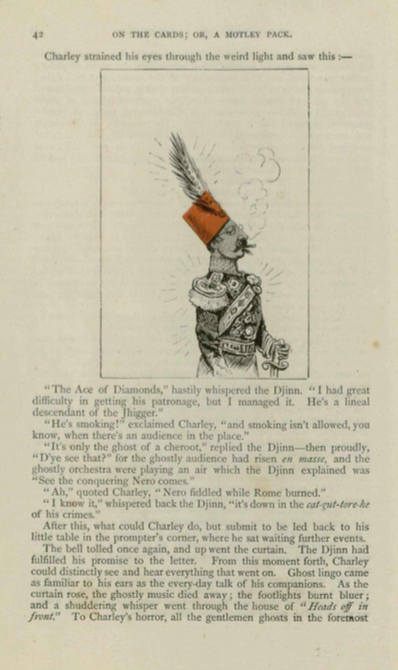 42 ON THE CARDS; OR, A MOTLEY PACK.
Charley strained his eyes through the weird light and saw this :—
"The Ace of Diamonds," hastily whispered the Djinn. "I had great
difficulty in getting his patronage, but I managed it. He's a lineal
descendant of the Jhigger."
"He's smoking!" exclaimed Charley, "and smoking isn't allowed, you
know, when there's an audience in the place."
"It's only the ghost of a cheroot," replied the Djinn—then proudly,
"D'ye see that?" for the ghostly audience had risen en masse, and the
ghostly orchestra were playing an air which the Djinn explained was
"See the conquering Nero comes."
"Ah," quoted Charley, "Nero fiddled while Rome burned."
"I know it," whispered back the Djinn, "it's down in the cat-gut-tore-he
of his crimes."
After this, what could Charley do, but submit to be led back to his
little table in the prompter's corner, where he sat waiting further events.
The bell tolled once again, and up went the curtain. The Djinn had
fulfilled his promise to the letter. From this moment forth, Charley
could distinctly see and hear everything that went on. Ghost lingo came
as familiar to his ears as the every-day talk of his companions. As the
curtain rose, the ghostly music died away; the footlights burnt bluer;
and a shuddering whisper went through the house of "Heads off in
front." To Charley's horror, all the gentlemen ghosts in the foremost